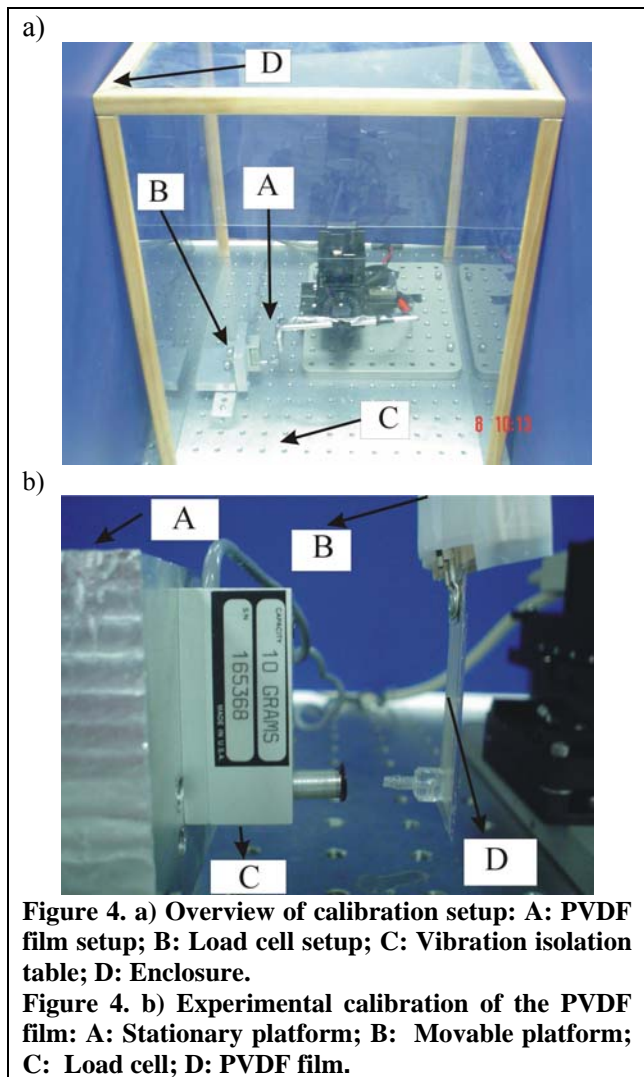 a)
D
B
A
C
8 10:13
b)
A
B
CAPACITY
10 GRAMS
S.N.
165368
MADE IN U.S.A.
C
D
Figure 4. a) Overview of calibration setup: A: PVDF
film setup; B: Load cell setup; C: Vibration isolation
table; D: Enclosure.
Figure 4. b) Experimental calibration of the PVDF
film: A: Stationary platform; B: Movable platform;
C: Load cell; D: PVDF film.